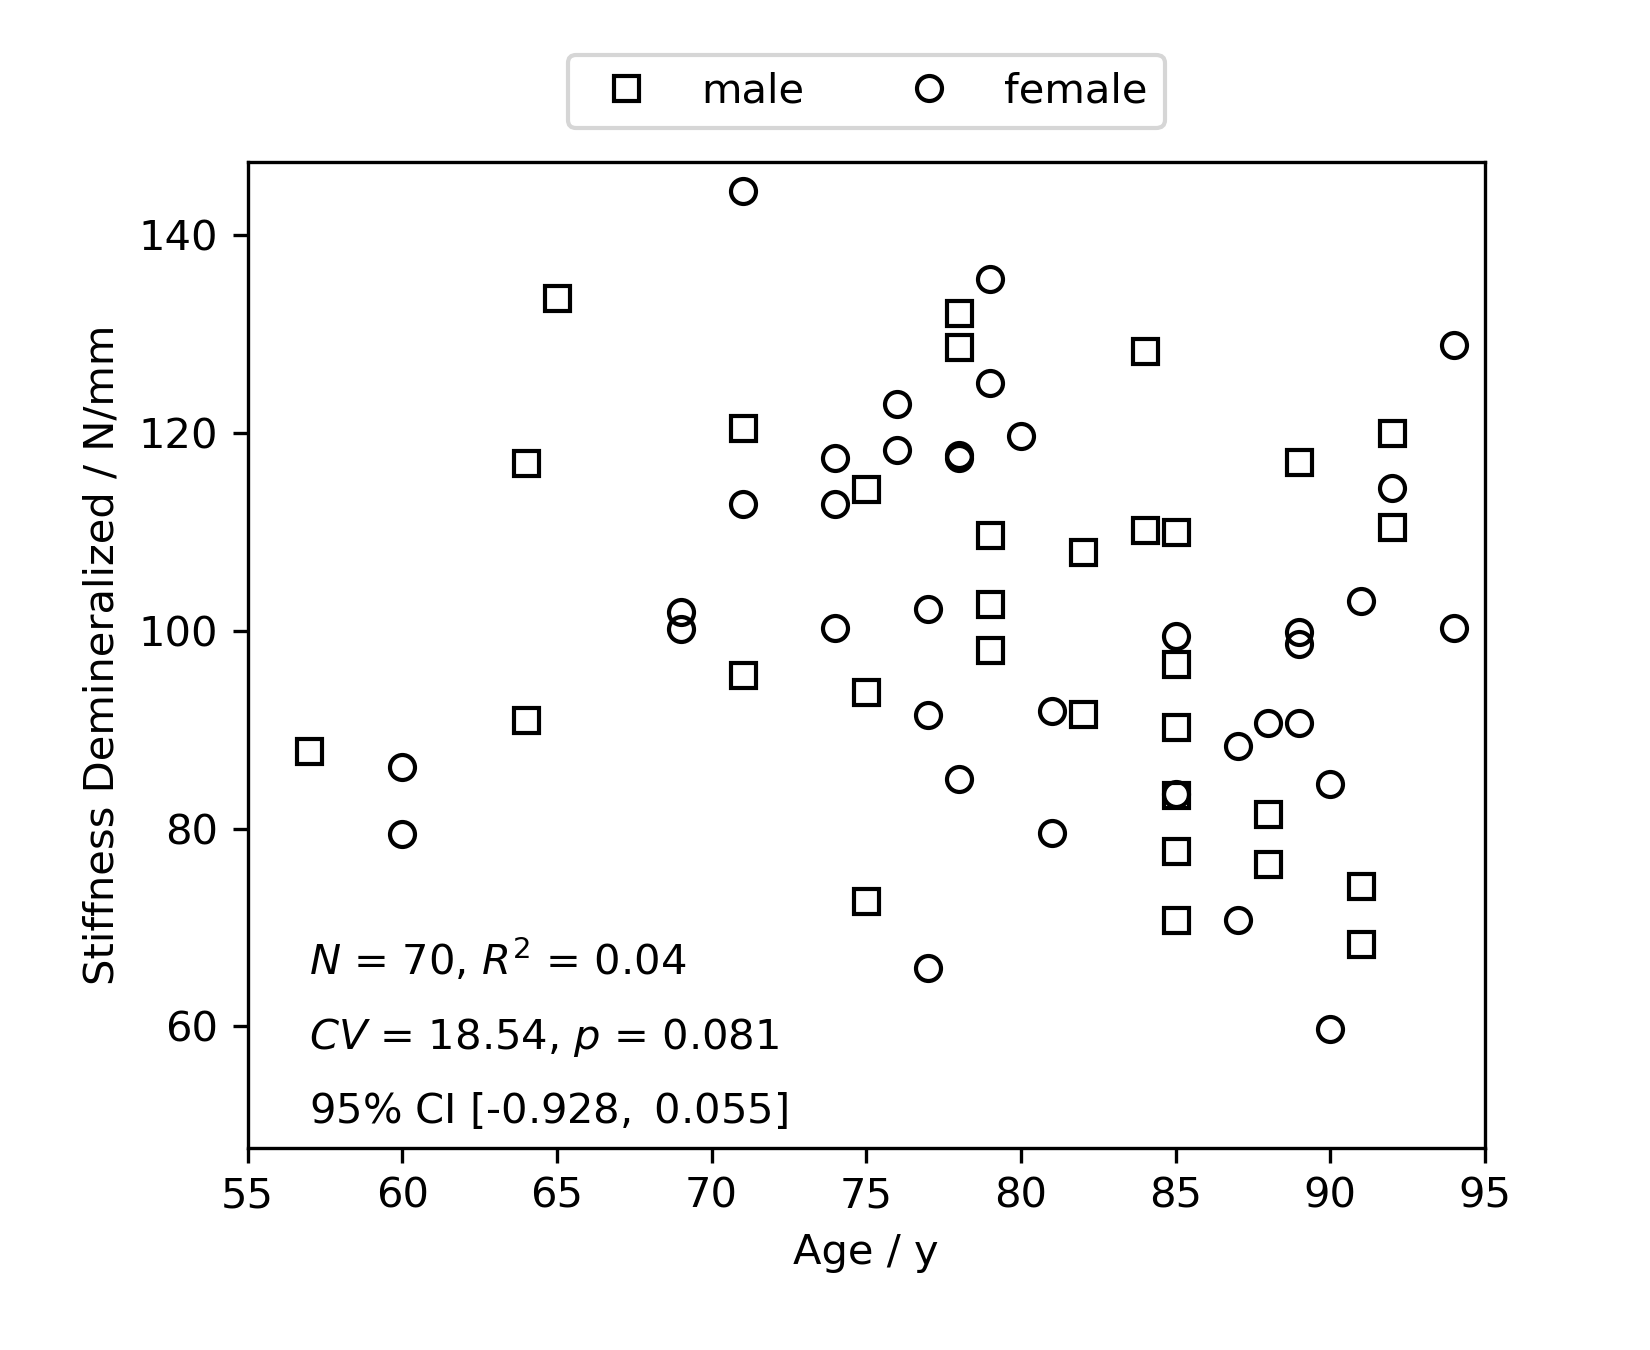 male female
140
120
100
80
60
Stiffness Demineralized / N/mm
N = 70, R² = 0.04
CV = 18.54, p = 0.081
95% CI [-0.928, 0.055]
55 60 65 70 75 80 85 90 95
Age / y